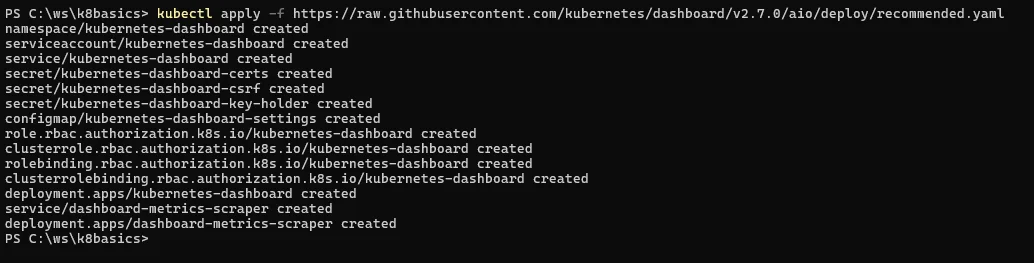 PS C:\ws\k8basics> kubectl apply -f https://raw.githubusercontent.com/kubernetes/dashboard/v2.7.0/aio/deploy/recommended.yaml
namespace/kubernetes-dashboard created
serviceaccount/kubernetes-dashboard created
service/kubernetes-dashboard created
secret/kubernetes-dashboard-certs created
secret/kubernetes-dashboard-csrf created
secret/kubernetes-dashboard-key-holder created
configmap/kubernetes-dashboard-settings created
role.rbac.authorization.k8s.io/kubernetes-dashboard created
clusterrole.rbac.authorization.k8s.io/kubernetes-dashboard created
rolebinding.rbac.authorization.k8s.io/kubernetes-dashboard created
clusterrolebinding.rbac.authorization.k8s.io/kubernetes-dashboard created
deployment.apps/kubernetes-dashboard created
service/dashboard-metrics-scraper created
deployment.apps/dashboard-metrics-scraper created
PS C:\ws\k8basics>